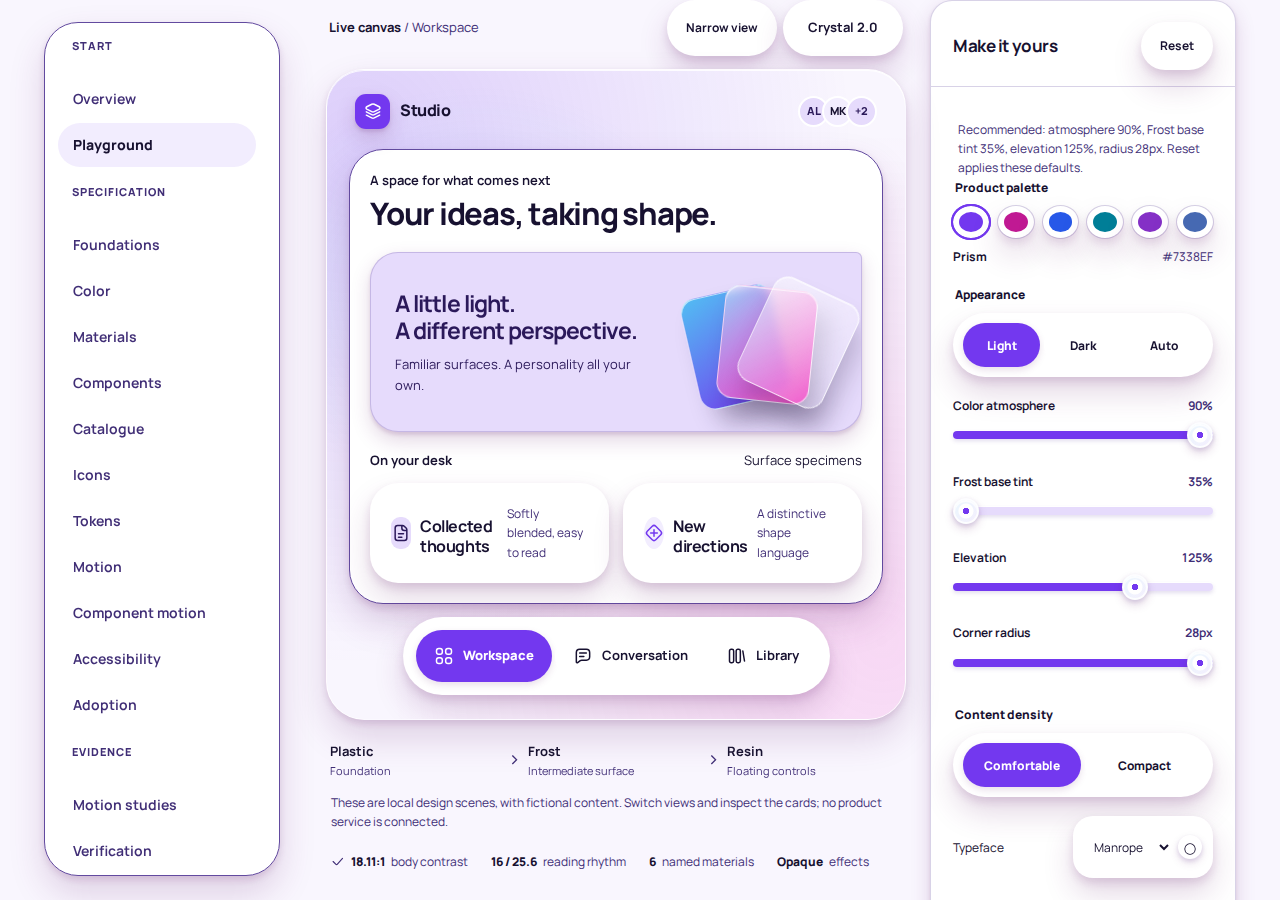 START
Overview
Playground
SPECIFICATION
Foundations
Color
Materials
Components
Catalogue
Icons
Tokens
Motion
Component motion
Accessibility
Adoption
EVIDENCE
Motion studies
Verification
Live canvas / Workspace
Narrow view
Crystal 2.0
Studio
AL
MK
+2
A space for what comes next
Your ideas, taking shape.
A little light.
A different perspective.
Familiar surfaces. A personality all your
own.
On your desk
Surface specimens
Collected
thoughts
Softly
blended, easy
to read
New
directions
A distinctive
shape
language
Workspace
Conversation
Library
Plastic
Foundation
Frost
Intermediate surface
Resin
Floating controls
These are local design scenes, with fictional content. Switch views and inspect the cards; no product
service is connected.
18.11:1 body contrast
16 / 25.6 reading rhythm
6 named materials
Opaque effects
Make it yours
Reset
Recommended: atmosphere 90%, Frost base
tint 35%, elevation 125%, radius 28px. Reset
applies these defaults.
Product palette
Prism
#7338EF
Appearance
Light
Dark
Auto
Color atmosphere
90%
Frost base tint
35%
Elevation
125%
Corner radius
28px
Content density
Comfortable
Compact
Typeface
Manrope